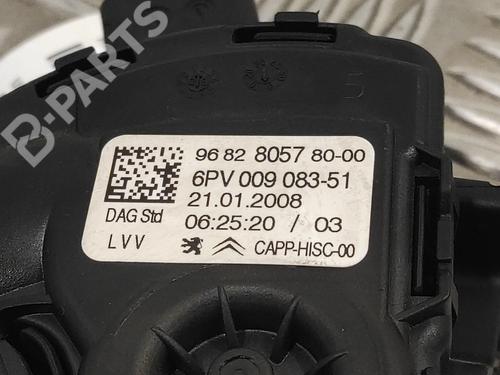 B-PARTS
5
96 82 8057 80-00
6PV 009 083-51
21.01.2008
DAG Std 06:25:20 / 03
LVV CAPP-HISC-00